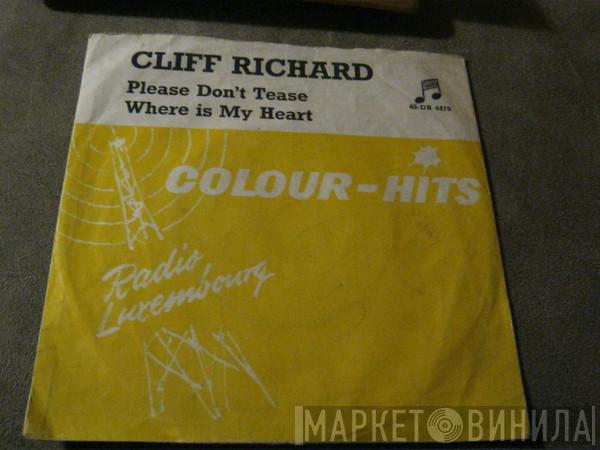 CLIFF RICHARD
Please Don't Tease
Where is My Heart
45-DB 4479
COLOUR-HITS
Radio
Luxembourg
МАРКЕТ ВИНИЛА